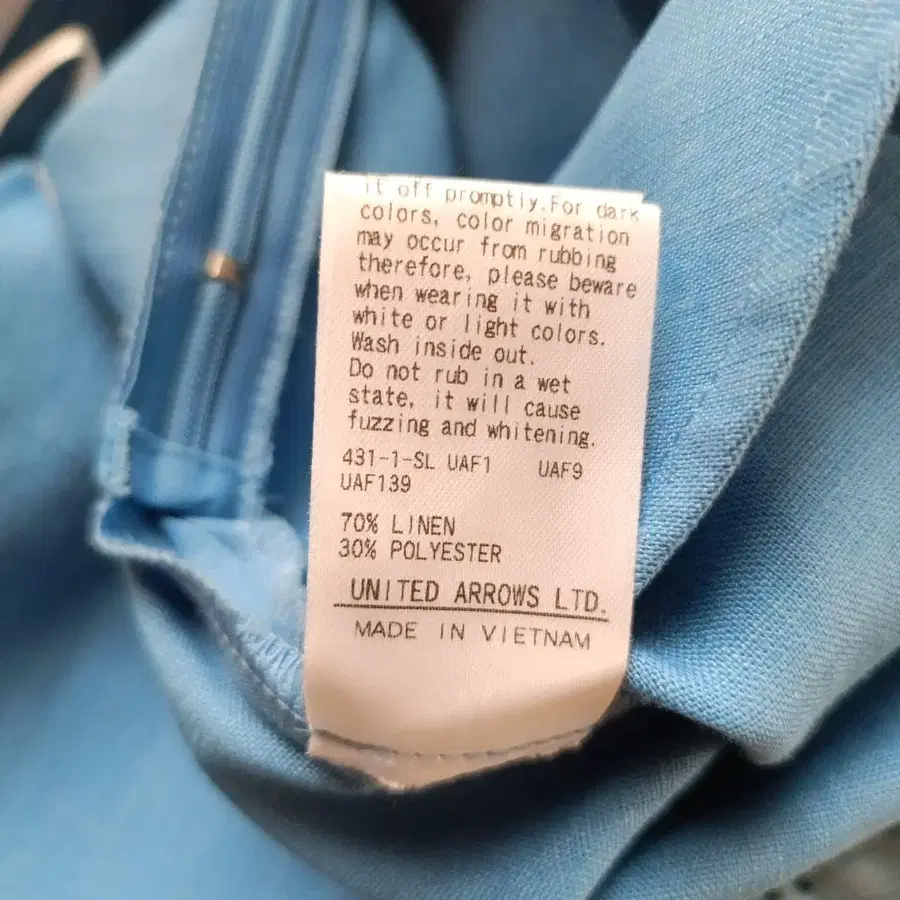 it off promptly.For dark
colors, color migration
may occur from rubbing
therefore, please beware
when wearing it with
white or light colors.
Wash inside out.
Do not rub in a wet
state, it will cause
fuzzing and whitening.
431-1-SL UAF1 UAF9
UAF139
70% LINEN
30% POLYESTER
UNITED ARROWS LTD.
MADE IN VIETNAM